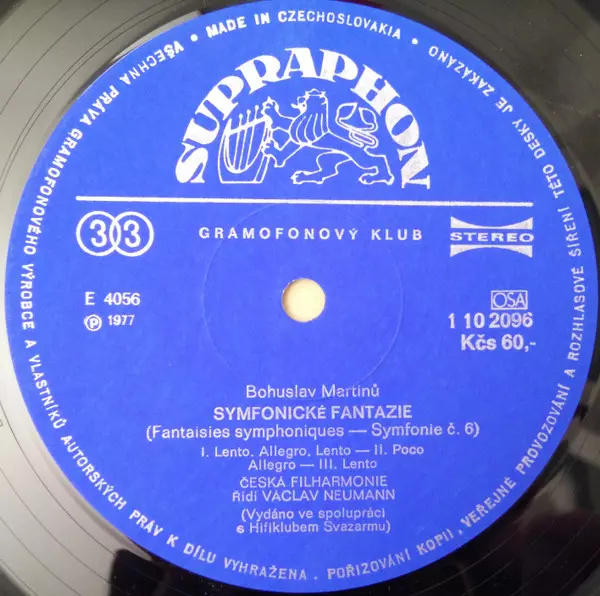 VŠECHNA PRÁVA GRAMOFONOVÉHO VÝROBCE A VLASTNÍKŮ AUTORSKÝCH PRÁV K DÍLU VYHRAŽENA. POŘIZOVÁNÍ KOPIÍ, VEŘEJNÉ PROVOZOVÁNÍ A ROZHLASOVÉ ŠÍŘENÍ TÉTO DESKY JE ZAKÁZÁNO • MADE IN CZECHOSLOVAKIA •
SUPRAPHON
33 GRAMOFONOVÝ KLUB STEREO
E 4056 OSA
Ⓟ 1977 1 10 2096
Kčs 60,-
Bohuslav Martinů
SYMFONICKÉ FANTAZIE
(Fantaisies symphoniques — Symfonie č. 6)
I. Lento. Allegro, Lento — II. Poco
Allegro — III. Lento
ČESKÁ FILHARMONIE
Řídí VÁCLAV NEUMANN
(Vydáno ve spolupráci
s Hifiklubem Svazarmu)